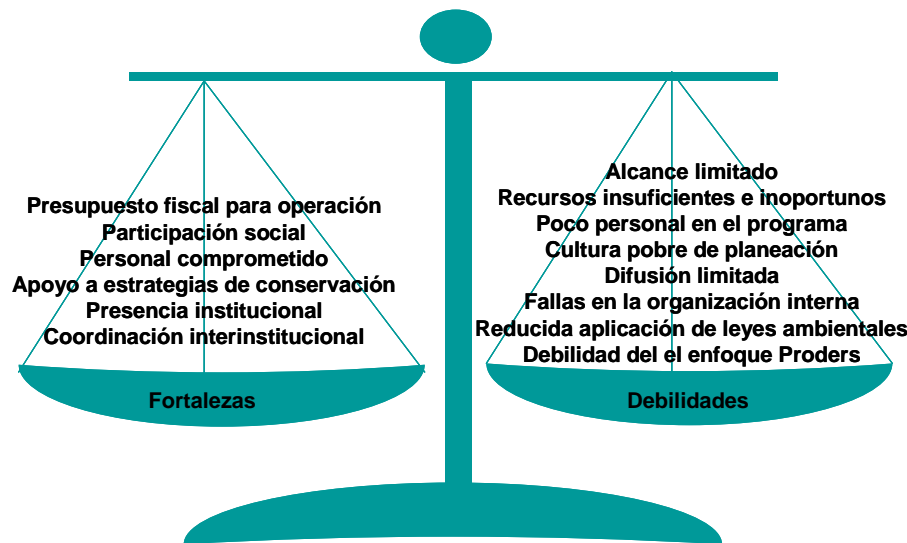 Presupuesto fiscal para operación
Participación social
Personal comprometido
Apoyo a estrategias de conservación
Presencia institucional
Coordinación interinstitucional
Fortalezas
Alcance limitado
Recursos insuficientes e inoportunos
Poco personal en el programa
Cultura pobre de planeación
Difusión limitada
Fallas en la organización interna
Reducida aplicación de leyes ambientales
Debilidad del el enfoque Proders
Debilidades